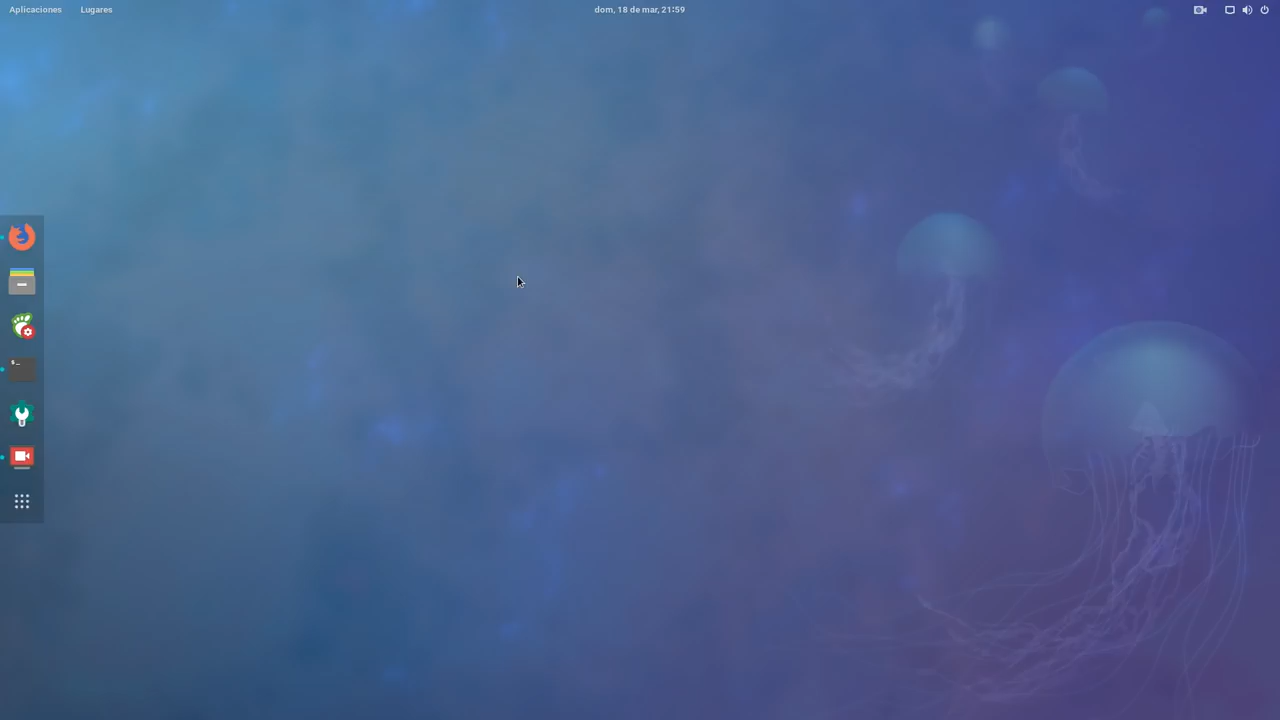 Aplicaciones Lugares dom, 18 de mar, 21:59
$_